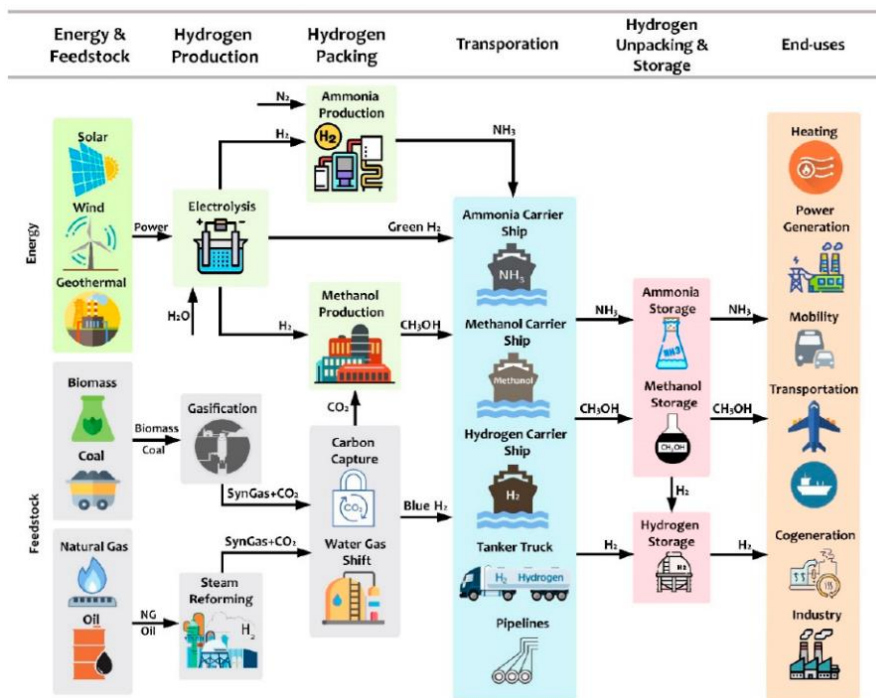 Energy &
Feedstock
Hydrogen
Production
Hydrogen
Packing
Transporation
Hydrogen
Unpacking &
Storage
End-uses
Energy
Solar
Wind
Geothermal
Power
H₂O
Electrolysis
H₂
N₂
Ammonia
Production
H₂
NH₃
Green H₂
H₂
Methanol
Production
CH₃OH
CO₂
Feedstock
Biomass
Coal
Biomass
Coal
Gasification
SynGas+CO₂
Natural Gas
Oil
NG
Oil
Steam
Reforming
H₂
SynGas+CO₂
Carbon
Capture
CO₂
Water Gas
Shift
Blue H₂
Ammonia Carrier
Ship
NH₃
Methanol Carrier
Ship
Methanol
Hydrogen Carrier
Ship
H₂
Tanker Truck
H₂ Hydrogen
Pipelines
NH₃
CH₃OH
H₂
Ammonia
Storage
NH₃
Methanol
Storage
CH₃OH
H₂
Hydrogen
Storage
H₂
NH₃
CH₃OH
H₂
Heating
Power
Generation
Mobility
Transportation
Cogeneration
Industry